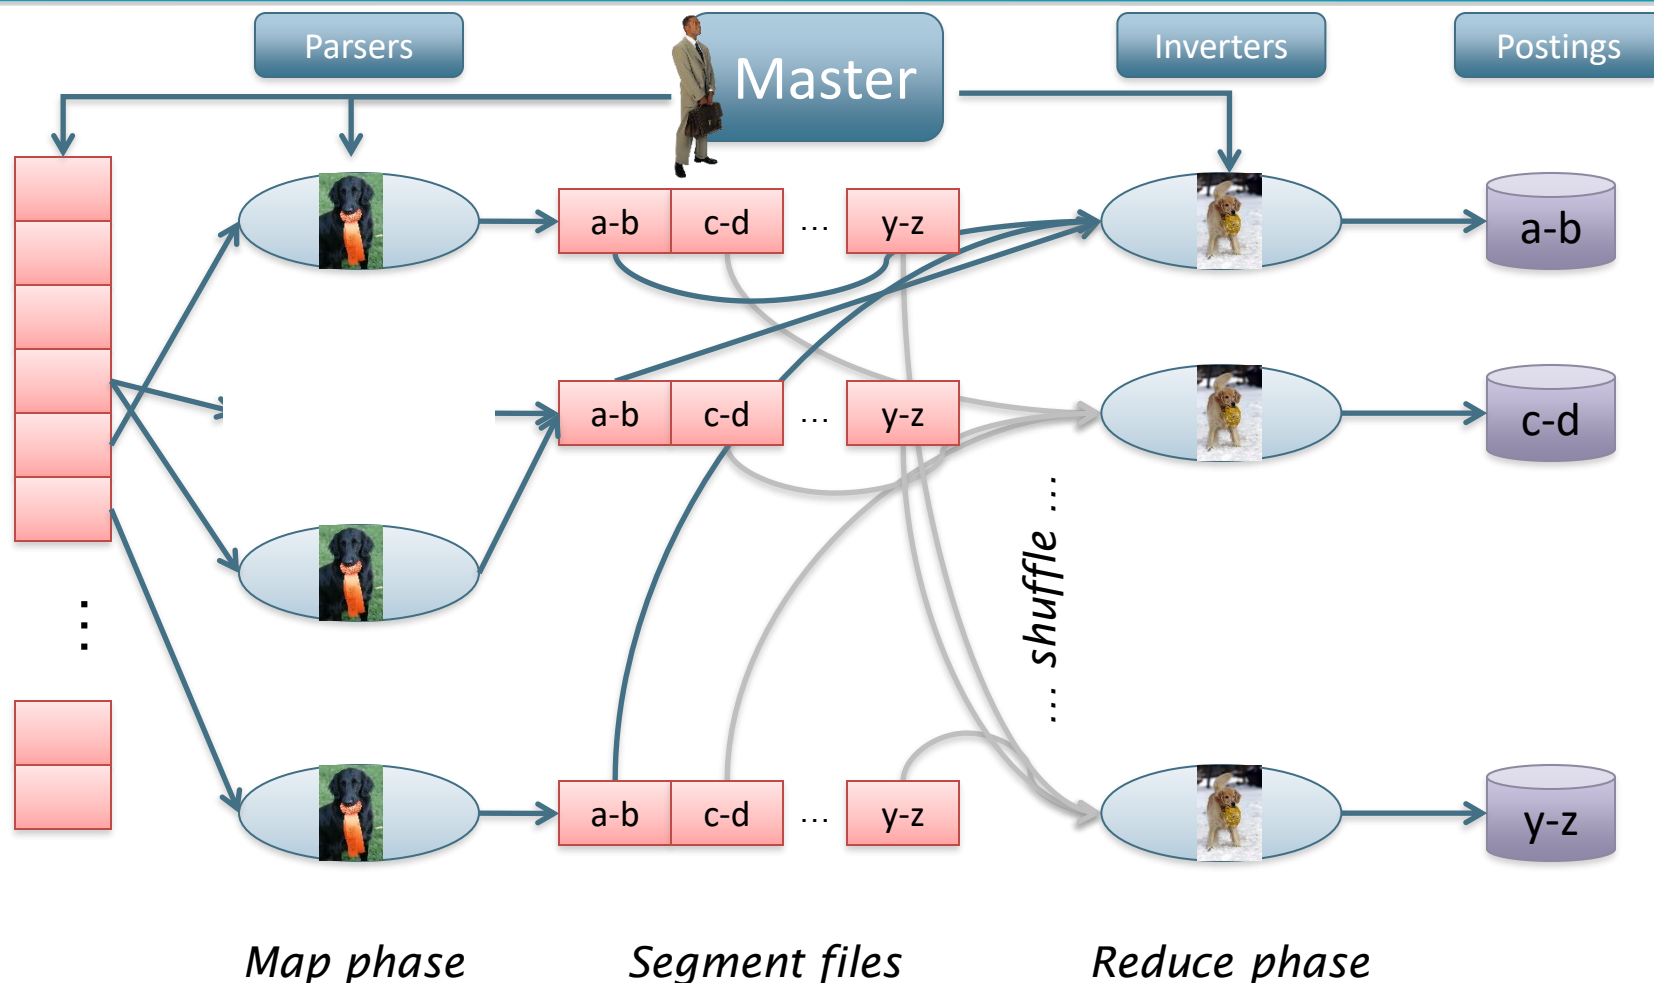 Parsers
Master
Inverters
Postings
a-b c-d ... y-z
a-b
a-b c-d ... y-z
c-d
... shuffle ...
...
a-b c-d ... y-z
y-z
Map phase
Segment files
Reduce phase